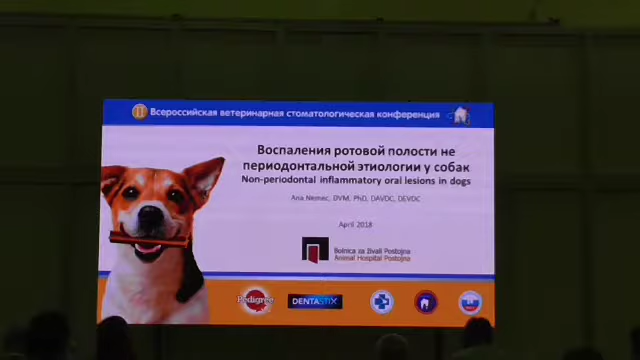 II Всероссийская ветеринарная стоматологическая конференция
Воспаления ротовой полости не
периодонтальной этиологии у собак
Non-periodontal inflammatory oral lesions in dogs
Ana Nemec, DVM, PhD, DAVDC, DEVDC
April 2018
Bolnica za živali Postojna
Animal Hospital Postojna
Pedigree DENTASTIX